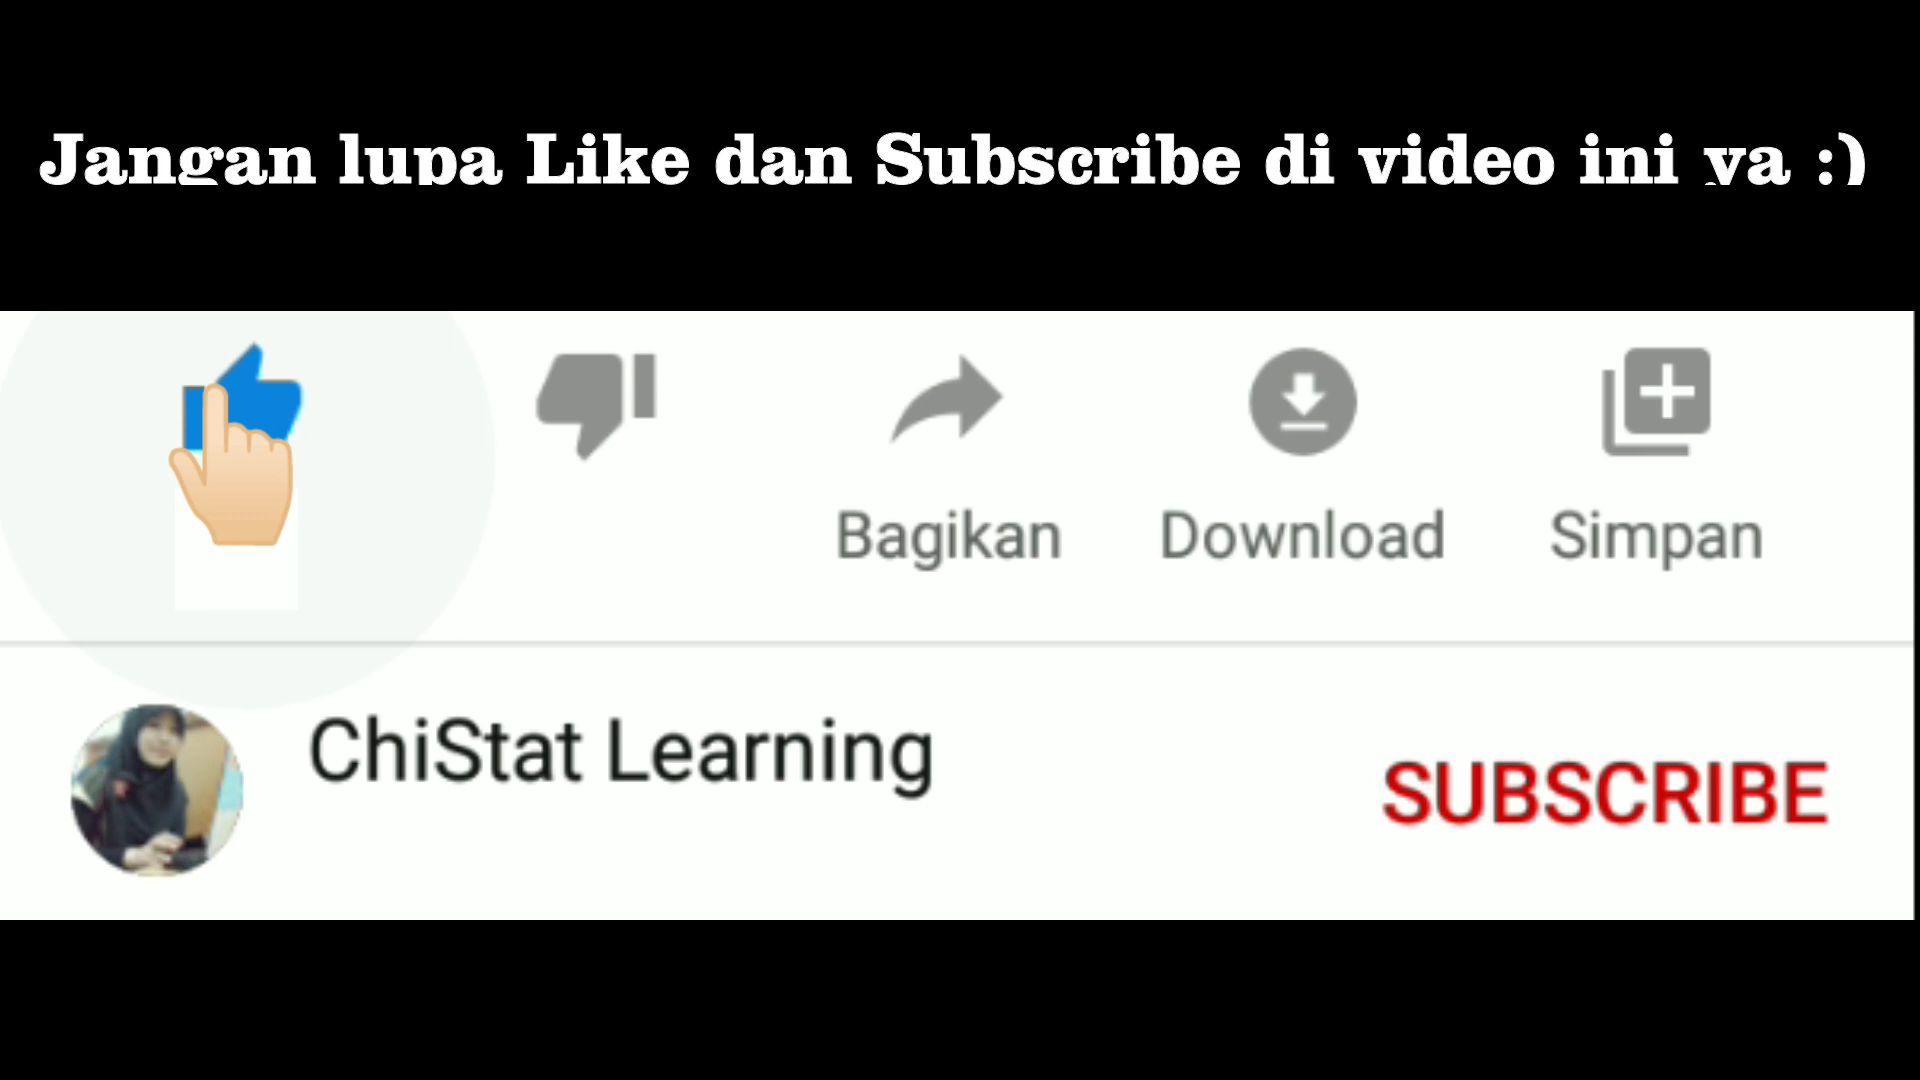 Jangan lupa Like dan Subscribe di video ini ya :)
Bagikan Download Simpan
ChiStat Learning
SUBSCRIBE